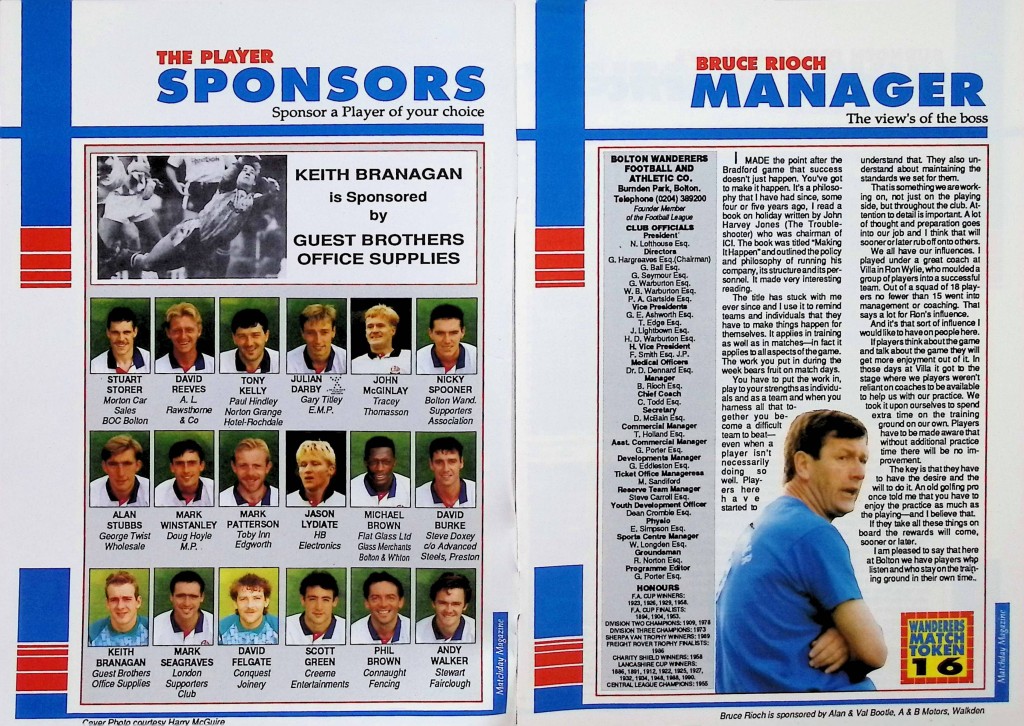 THE PLAYER
SPONSORS
Sponsor a Player of your choice
KEITH BRANAGAN
is Sponsored
by
GUEST BROTHERS
OFFICE SUPPLIES
STUART
STORER
Morton Car
Sales
BOC Bolton
DAVID
REEVES
A. L.
Rawsthorne
& Co
TONY
KELLY
Paul Hindley
Norton Grange
Hotel-Rochdale
JULIAN
DARBY
Gary Titley
E.M.P.
JOHN
McGINLAY
Tracey
Thomasson
NICKY
SPOONER
Bolton Wand.
Supporters
Association
ALAN
STUBBS
George Twist
Wholesale
MARK
WINSTANLEY
Doug Hoyle
M.P.
MARK
PATTERSON
Toby Inn
Edgworth
JASON
LYDIATE
HB
Electronics
MICHAEL
BROWN
Flat Glass Ltd
Glass Merchants
Bolton & W'hton
DAVID
BURKE
Steve Doxey
c/o Advanced
Steels, Preston
KEITH
BRANAGAN
Guest Brothers
Office Supplies
MARK
SEAGRAVES
London
Supporters
Club
DAVID
FELGATE
Conquest
Joinery
SCOTT
GREEN
Creeme
Entertainments
PHIL
BROWN
Connaught
Fencing
ANDY
WALKER
Stewart
Fairclough
Matchday Magazine
Cover Photo courtesy Harry McGuire
BRUCE RIOCH
MANAGER
The view's of the boss
BOLTON WANDERERS
FOOTBALL AND
ATHLETIC CO.
Burnden Park, Bolton.
Telephone (0204) 389200
Founder Member
of the Football League
CLUB OFFICIALS
President
N. Lofthouse Esq.
Directors
G. Hargreaves Esq.(Chairman)
G. Ball Esq.
G. Seymour Esq.
G. Warburton Esq.
W. B. Warburton Esq.
P. A. Gartside Esq.
Vice Presidents
G. E. Ashworth Esq.
T. Edge Esq.
J. Lightbown Esq.
H. D. Warburton Esq.
H. Vice President
F. Smith Esq. J.P.
Medical Officers
Dr. D. Dennard Esq.
Manager
B. Rioch Esq.
Chief Coach
C. Todd Esq.
Secretary
D. McBain Esq.
Commercial Manager
T. Holland Esq.
Asst. Commercial Manager
G. Porter Esq.
Developments Manager
G. Eddleston Esq.
Ticket Office Manageress
M. Sandiford
Reserve Team Manager
Steve Carroll Esq.
Youth Development Officer
Dean Crombie Esq.
Physio
E. Simpson Esq.
Sports Centre Manager
W. Longden Esq.
Groundsman
R. Norton Esq.
Programme Editor
G. Porter Esq.
HONOURS
F.A. CUP WINNERS:
1923, 1926, 1929, 1958.
F.A. CUP FINALISTS:
1894, 1904, 1953.
DIVISION TWO CHAMPIONS: 1909, 1978
DIVISION THREE CHAMPIONS: 1973
SHERPA VAN TROPHY WINNERS: 1989
FREIGHT ROVER TROPHY FINALISTS:
1986
CHARITY SHIELD WINNERS: 1958
LANCASHIRE CUP WINNERS:
1886, 1891, 1912, 1922, 1925, 1927,
1932, 1934, 1948, 1988, 1990.
CENTRAL LEAGUE CHAMPIONS: 1955
I MADE the point after the
Bradford game that success
doesn't just happen. You've got
to make it happen. It's a philoso-
phy that I have had since, some
four or five years ago, I read a
book on holiday written by John
Harvey Jones (The Trouble-
shooter) who was chairman of
ICI. The book was titled "Making
It Happen" and outlined the policy
and philosophy of running his
company, its structure and its per-
sonnel. It made very interesting
reading.
The title has stuck with me
ever since and I use it to remind
teams and individuals that they
have to make things happen for
themselves. It applies in training
as well as in matches—in fact it
applies to all aspects of the game.
The work you put in during the
week bears fruit on match days.
You have to put the work in,
play to your strengths as individu-
als and as a team and when you
harness all that to-
gether you be-
come a difficult
team to beat—
even when a
player isn't
necessarily
doing so
well. Play-
ers here
have
started to
understand that. They also un-
derstand about maintaining the
standards we set for them.
That is something we are work-
ing on, not just on the playing
side, but throughout the club. At-
tention to detail is important. A lot
of thought and preparation goes
into our job and I think that will
sooner or later rub off onto others.
We all have our influences. I
played under a great coach at
Villa in Ron Wylie, who moulded a
group of players into a successful
team. Out of a squad of 18 play-
ers no fewer than 15 went into
management or coaching. That
says a lot for Ron's influence.
And it's that sort of influence I
would like to have on people here.
If players think about the game
and talk about the game they will
get more enjoyment out of it. In
those days at Villa it got to the
stage where we players weren't
reliant on coaches to be available
to help us with our practice. We
took it upon ourselves to spend
extra time on the training
ground on our own. Players
have to be made aware that
without additional practice
time there will be no im-
provement.
The key is that they have
to have the desire and the
will to do it. An old golfing pro
once told me that you have to
enjoy the practice as much as
the playing—and I believe that.
If they take all these things on
board the rewards will come,
sooner or later.
I am pleased to say that here
at Bolton we have players who
listen and who stay on the train-
ing ground in their own time..
WANDERERS
MATCH
TOKEN
16
Matchday Magazine
Bruce Rioch is sponsored by Alan & Val Bootle, A & B Motors, Walkden